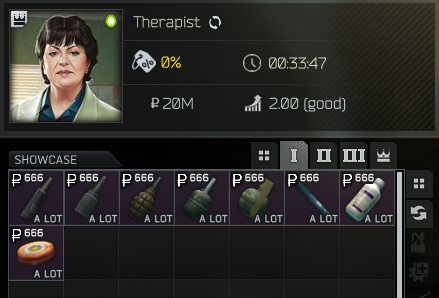 Therapist
0% 00:33:47
₽ 20M 2.00 (good)
SHOWCASE I II III
₽ 666 ₽ 666 ₽ 666 ₽ 666 ₽ 666 ₽ 666 ₽ 666
A LOT A LOT A LOT A LOT A LOT A LOT A LOT
₽ 666
A LOT